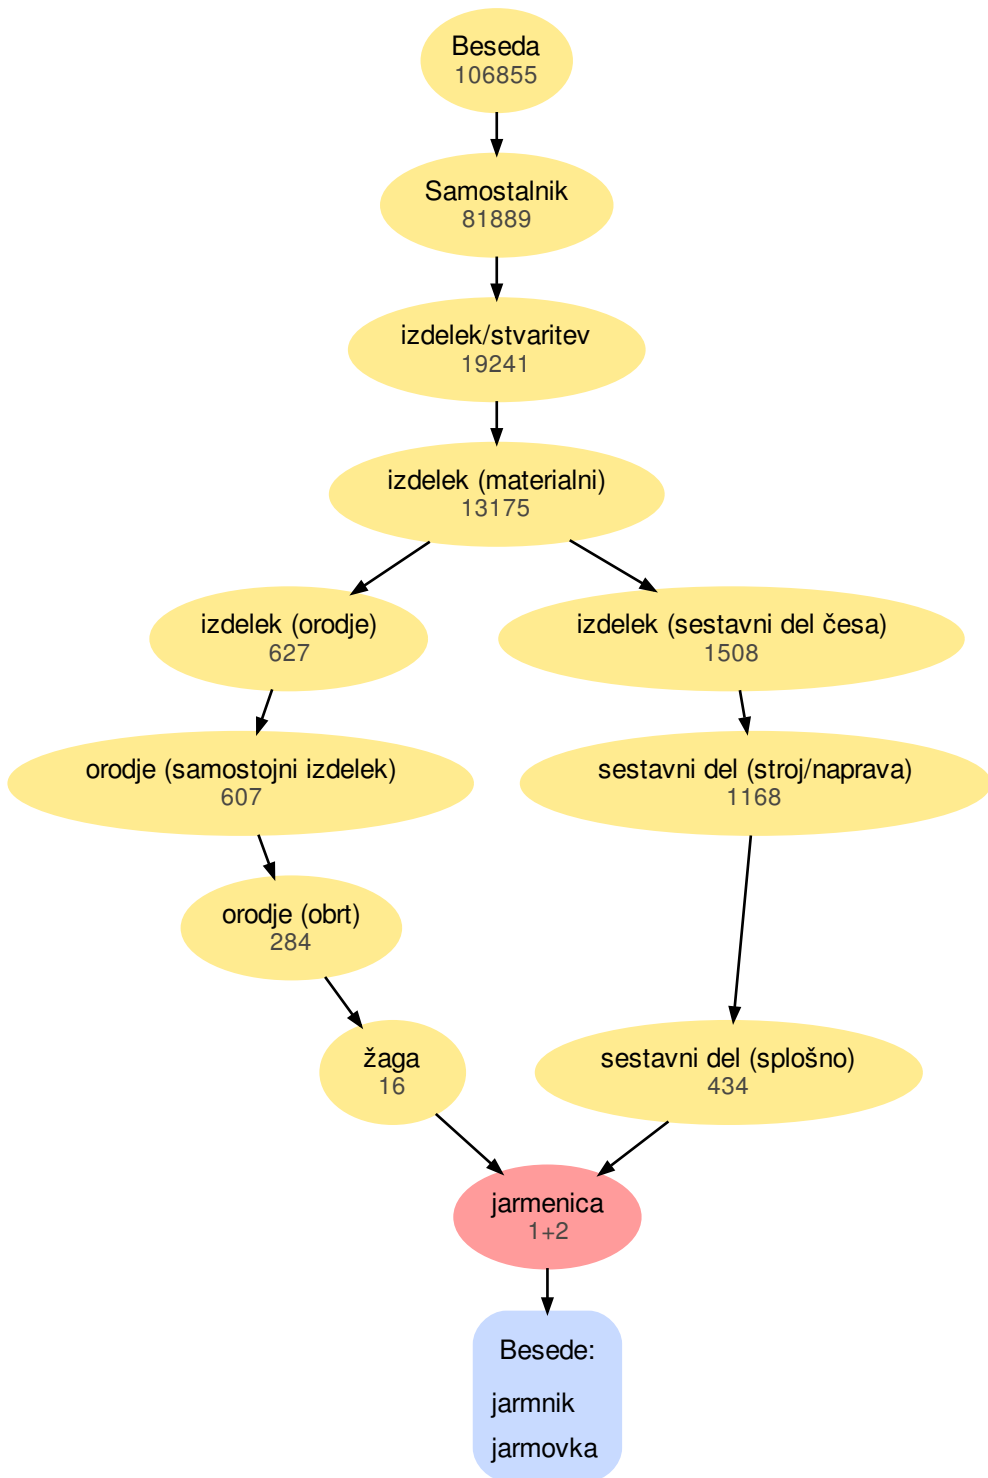 Beseda
106855
Samostalnik
81889
izdelek/stvaritev
19241
izdelek (materialni)
13175
izdelek (orodje)
627
izdelek (sestavni del česa)
1508
orodje (samostojni izdelek)
607
sestavni del (stroj/naprava)
1168
orodje (obrt)
284
žaga
16
sestavni del (splošno)
434
jarmenica
1+2
Besede:
jarmnik
jarmovka